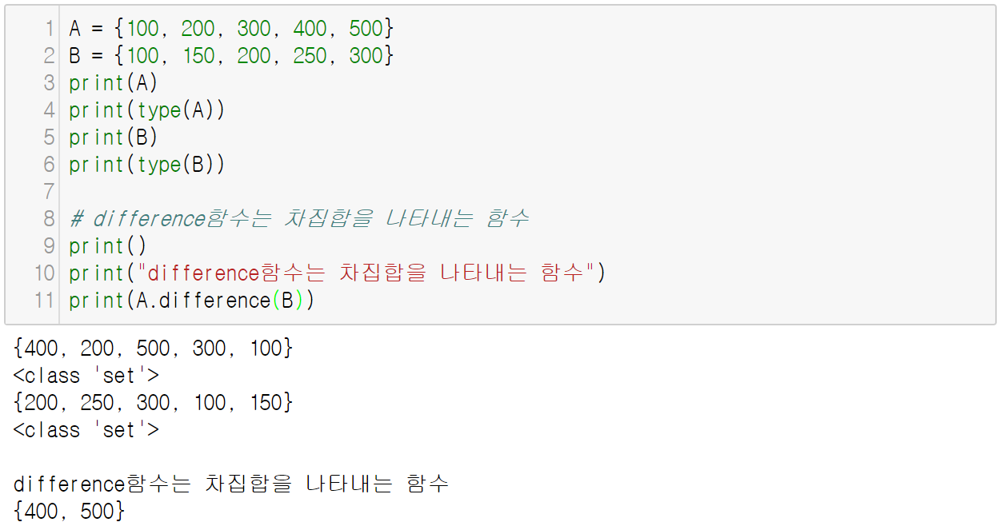 1 A = {100, 200, 300, 400, 500}
2 B = {100, 150, 200, 250, 300}
3 print(A)
4 print(type(A))
5 print(B)
6 print(type(B))
7
8 # difference함수는 차집합을 나타내는 함수
9 print()
10 print("difference함수는 차집합을 나타내는 함수")
11 print(A.difference(B))
{400, 200, 500, 300, 100}
<class 'set'>
{200, 250, 300, 100, 150}
<class 'set'>
difference함수는 차집합을 나타내는 함수
{400, 500}